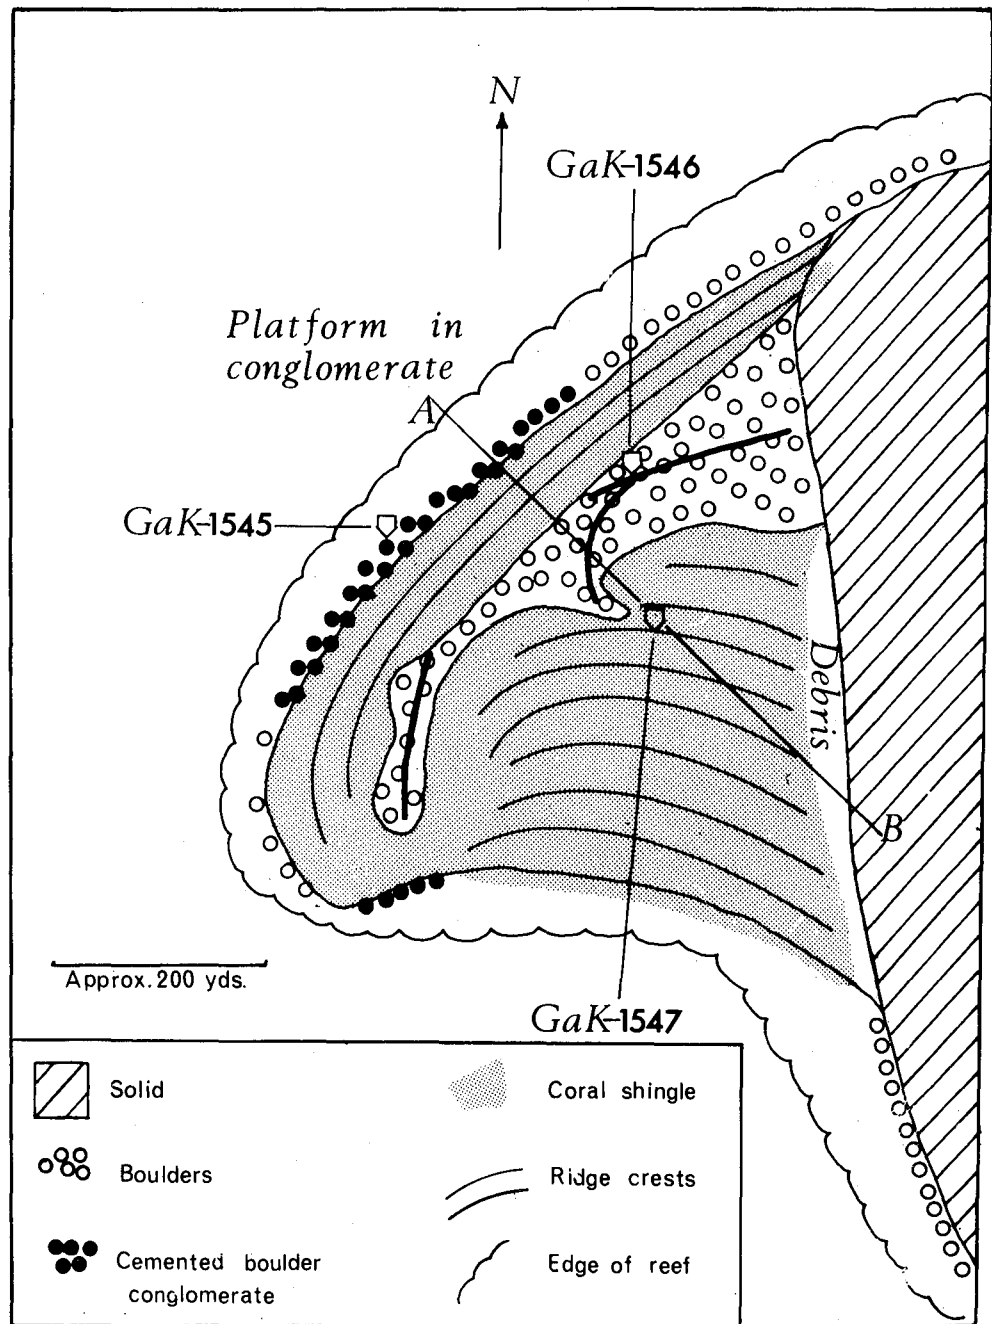 N
GaK-1546
Platform in
conglomerate
A
GaK-1545
Debris
B
Approx. 200 yds.
GaK-1547
Solid
Coral shingle
Boulders
Ridge crests
Cemented boulder
conglomerate
Edge of reef